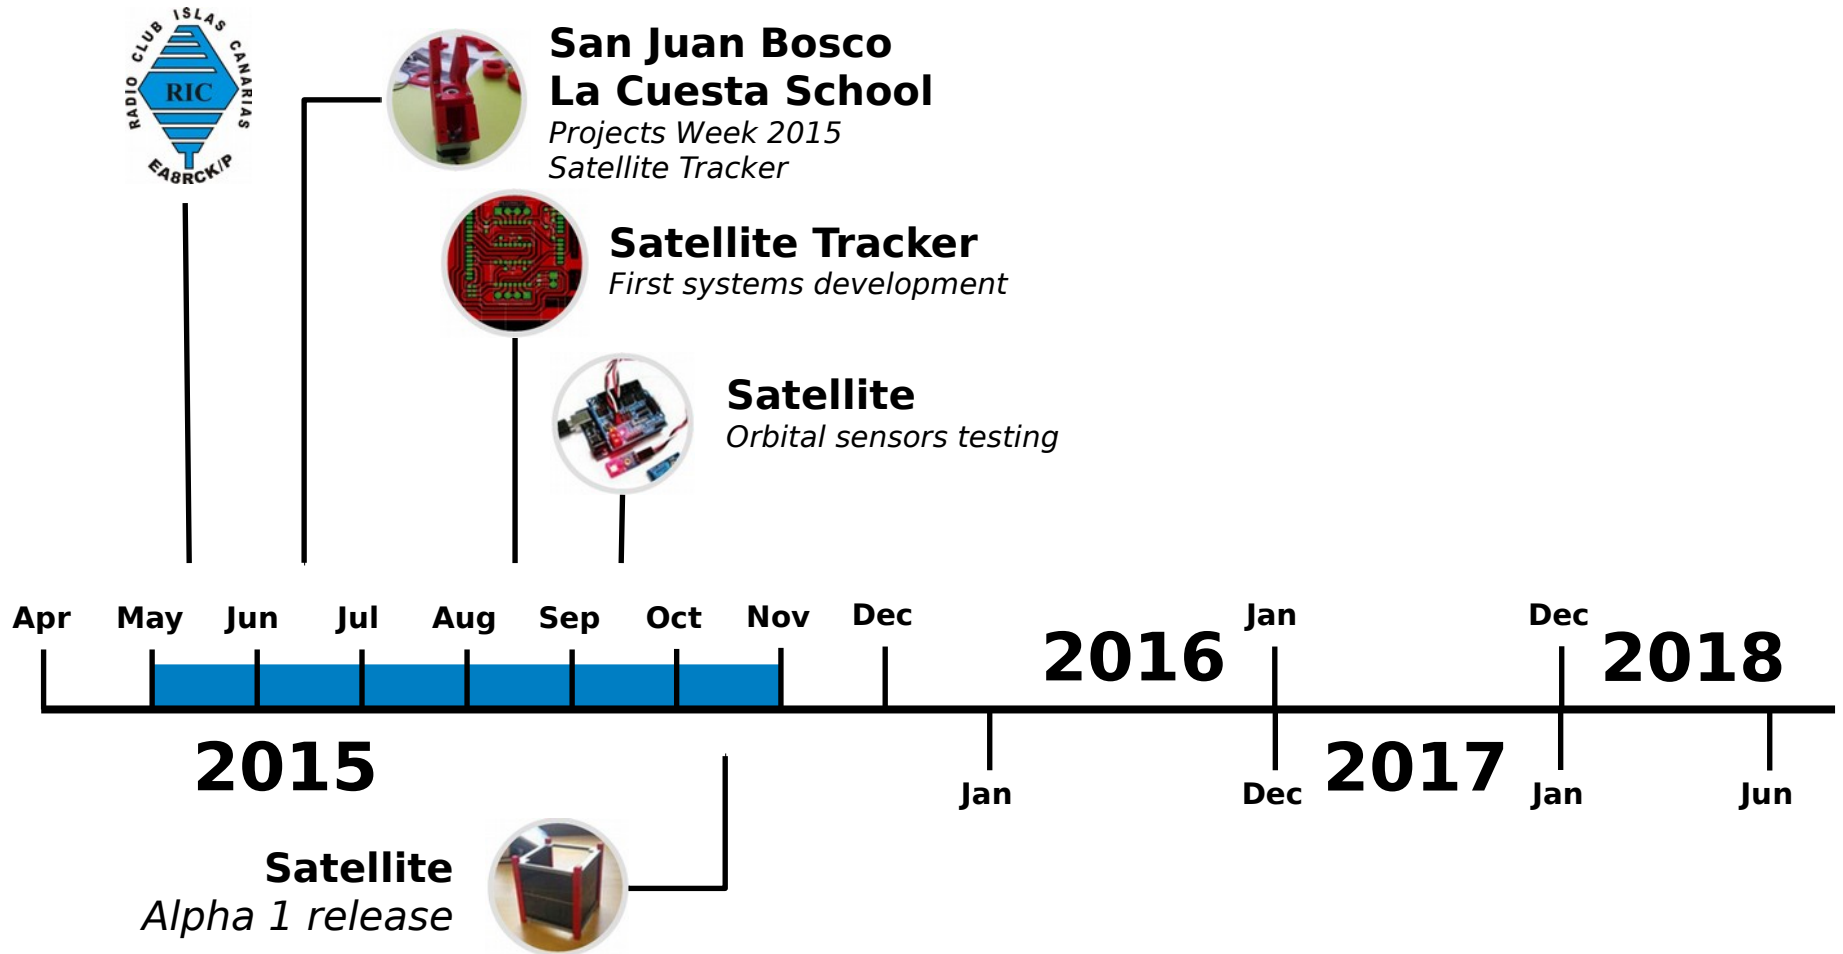 RADIO CLUB ISLAS CANARIAS
RIC
EA8RCK/P
San Juan Bosco
La Cuesta School
Projects Week 2015
Satellite Tracker
Satellite Tracker
First systems development
Satellite
Orbital sensors testing
Apr May Jun Jul Aug Sep Oct Nov Dec Jan Dec
2016 2018
2015 2017
Jan Dec Jan Jun
Satellite
Alpha 1 release